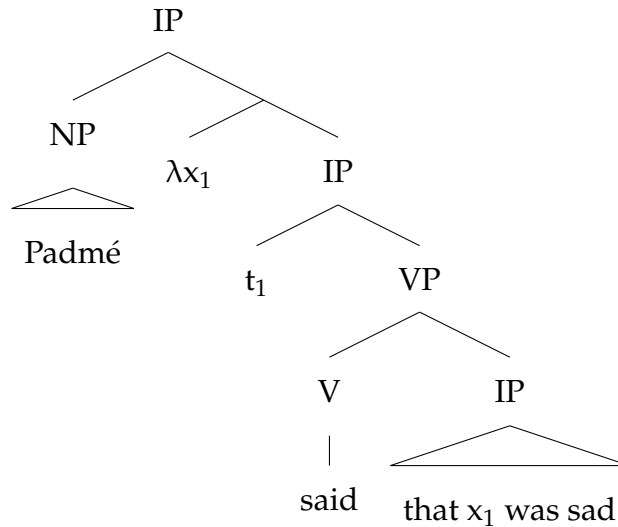 IP
NP
λx₁ IP
Padmé
t₁ VP
V IP
said that x₁ was sad